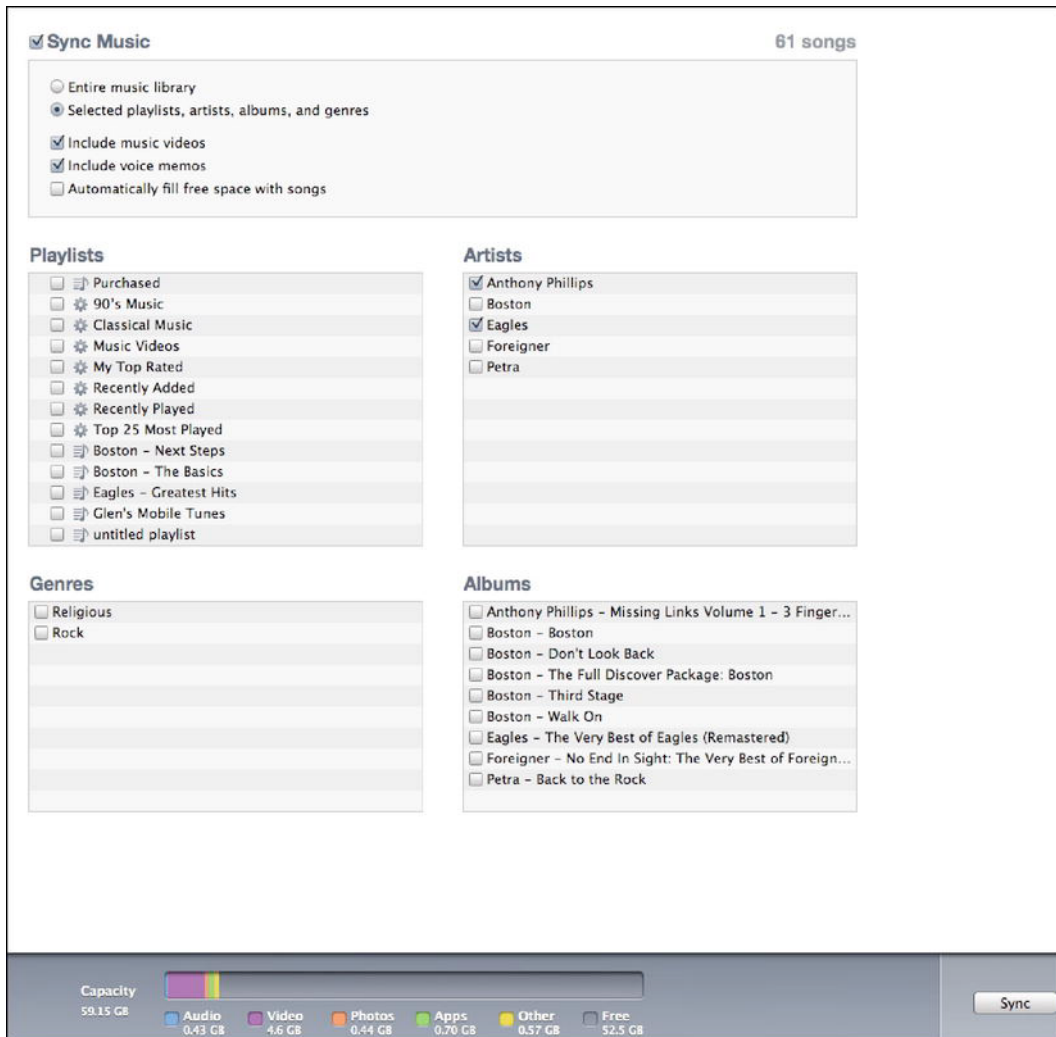 Sync Music
61 songs
Entire music library
Selected playlists, artists, albums, and genres
Include music videos
Include voice memos
Automatically fill free space with songs
Playlists
Purchased
90's Music
Classical Music
Music Videos
My Top Rated
Recently Added
Recently Played
Top 25 Most Played
Boston - Next Steps
Boston - The Basics
Eagles - Greatest Hits
Glen's Mobile Tunes
untitled playlist
Artists
Anthony Phillips
Boston
Eagles
Foreigner
Petra
Genres
Religious
Rock
Albums
Anthony Phillips - Missing Links Volume 1 - 3 Finger...
Boston - Boston
Boston - Don't Look Back
Boston - The Full Discover Package: Boston
Boston - Third Stage
Boston - Walk On
Eagles - The Very Best of Eagles (Remastered)
Foreigner - No End In Sight: The Very Best of Foreign...
Petra - Back to the Rock
Capacity
59.15 GB
Audio
0.43 GB
Video
4.6 GB
Photos
0.44 GB
Apps
0.70 GB
Other
0.57 GB
Free
52.5 GB
Sync